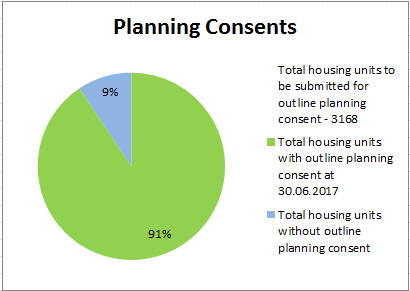 Planning Consents
9%
91%
Total housing units to
be submitted for
outline planning
consent - 3168
Total housing units
with outline planning
consent at
30.06.2017
Total housing units
without outline
planning consent